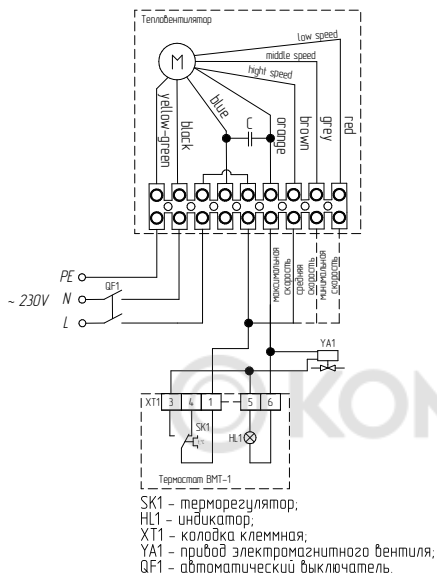 Тепловентилятор
low speed
middle speed
hight speed
M
yellow-green
black
blue
C
orange
brown
grey
red
PE
QF1
~ 230V N
L
максимальная скорость
средняя скорость
минимальная скорость
YA1
XT1 3 4 1 5 6
SK1
t°C
HL1
KOM
Термостат ВМТ-1
SK1 - терморегулятор;
HL1 - индикатор;
XT1 - колодка клеммная;
YA1 - привод электромагнитного вентиля;
QF1 - автоматический выключатель.